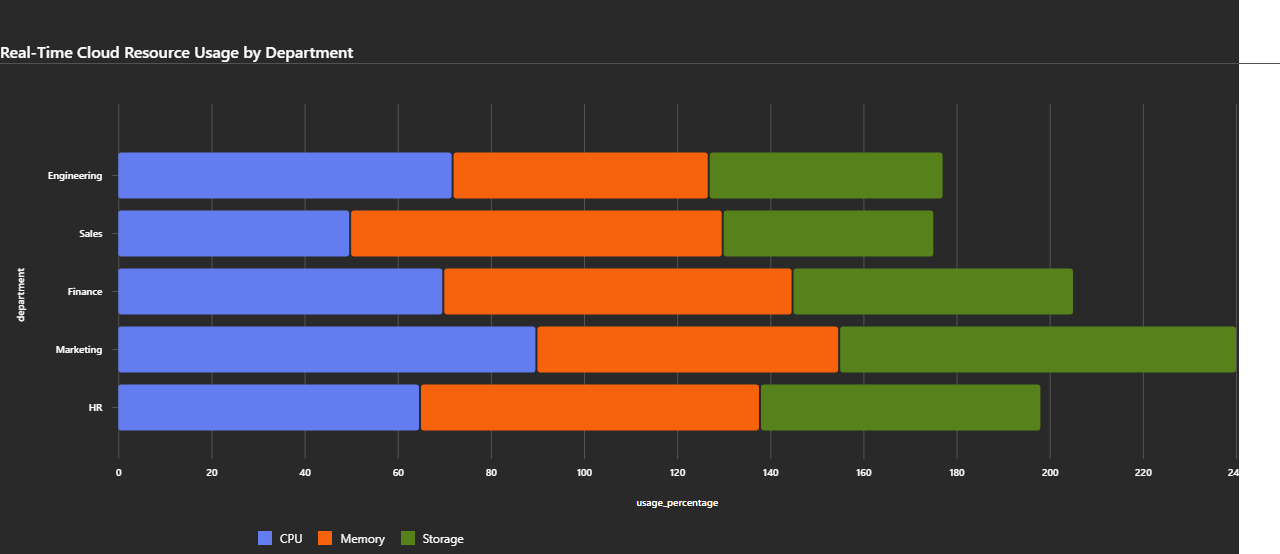 Real-Time Cloud Resource Usage by Department
Engineering
Sales
Finance
Marketing
HR
department
0 20 40 60 80 100 120 140 160 180 200 220 24
usage_percentage
CPU Memory Storage